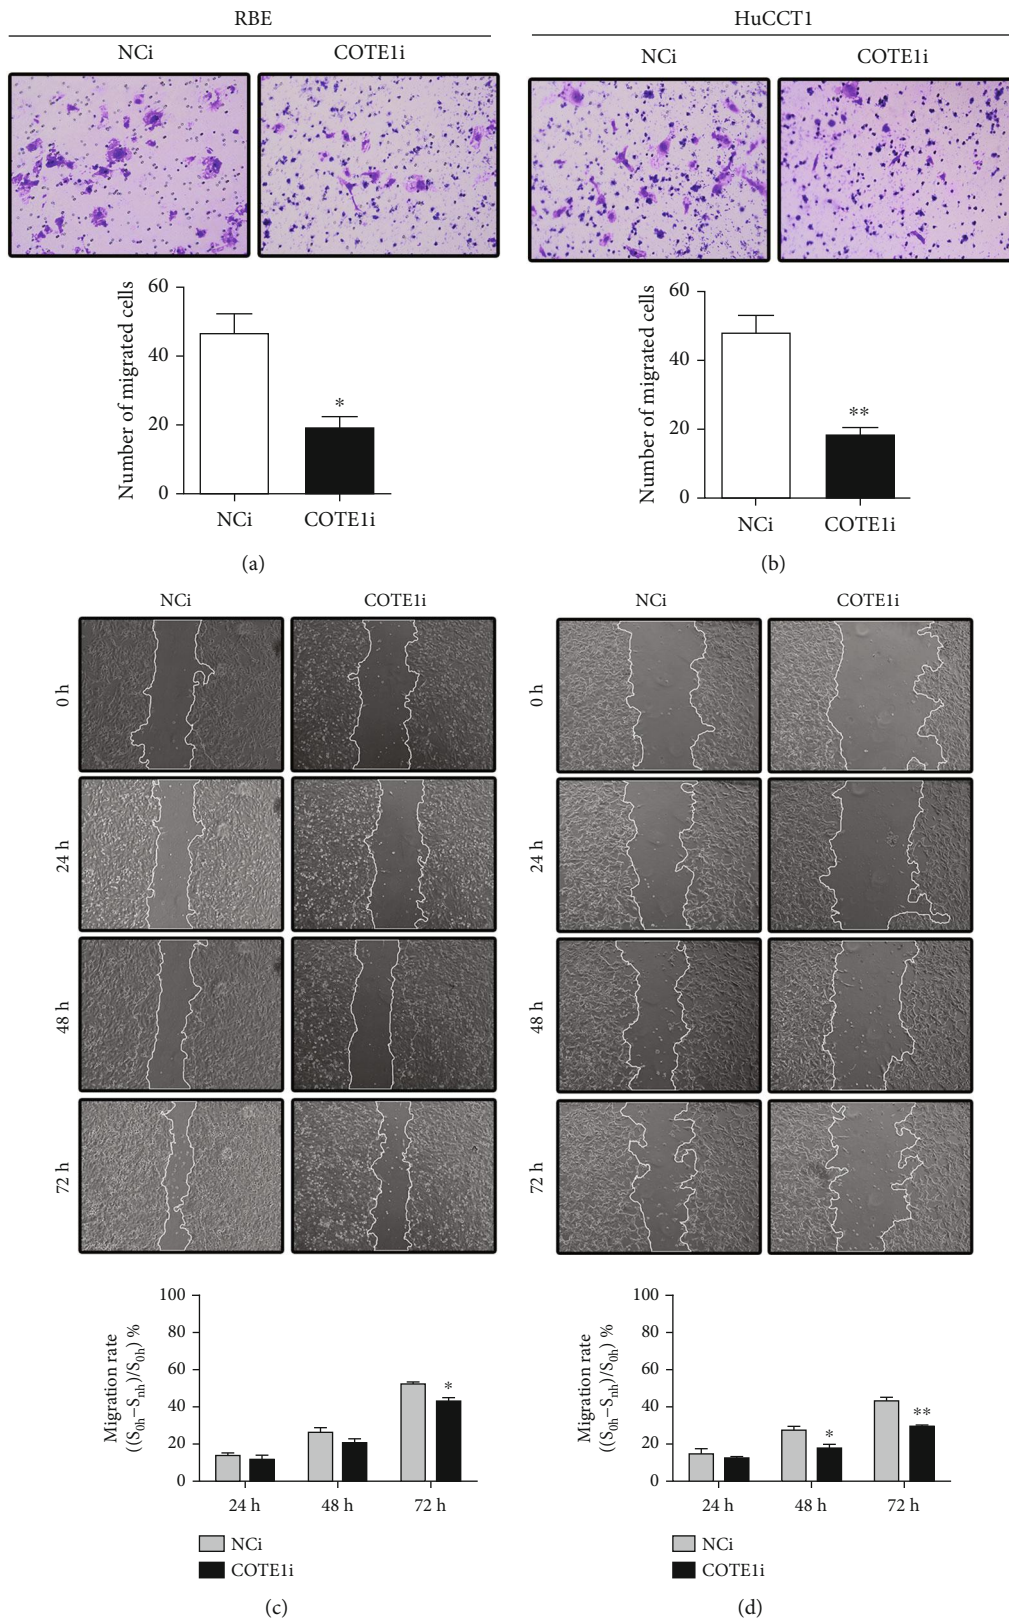 RBE
NCi COTE1i
HuCCT1
NCi COTE1i
Number of migrated cells
60
40
20
0
*
NCi COTE1i
(a)
Number of migrated cells
60
40
20
0
**
NCi COTE1i
(b)
NCi COTE1i
0 h
24 h
48 h
72 h
Migration rate
((S0h−Snh)/S0h) %
100
80
60
40
20
0
*
24 h 48 h 72 h
NCi
COTE1i
(c)
NCi COTE1i
0 h
24 h
48 h
72 h
Migration rate
((S0h−Snh)/S0h) %
100
80
60
40
20
0
*
**
24 h 48 h 72 h
NCi
COTE1i
(d)